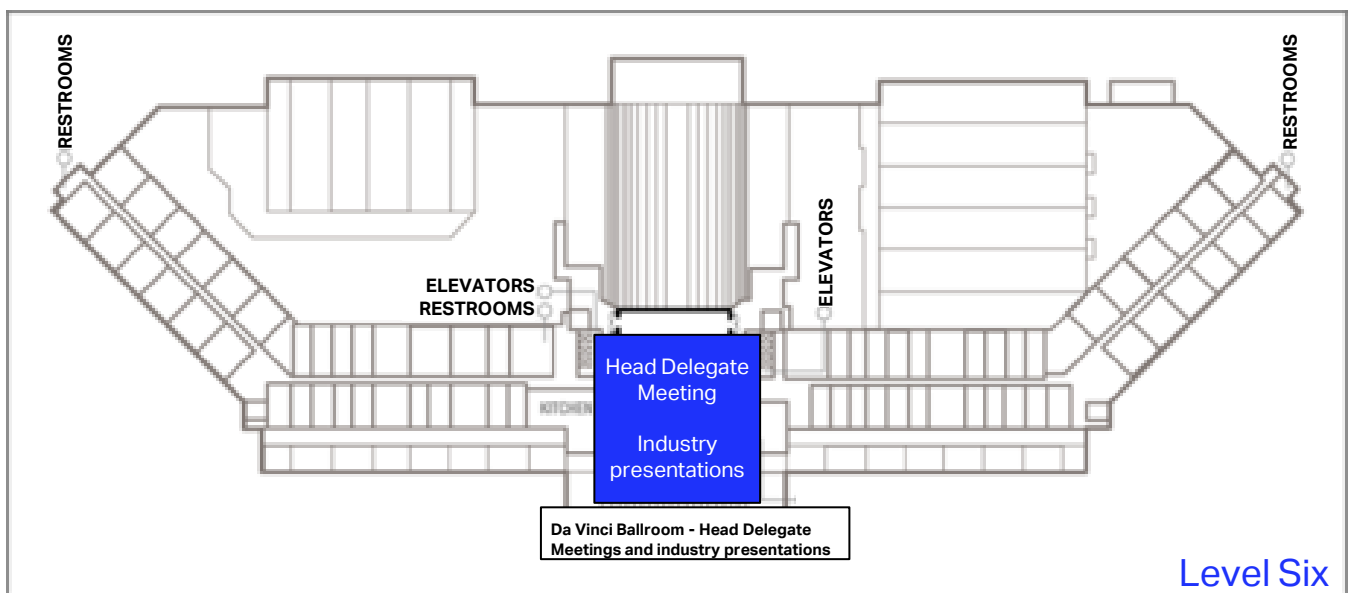 RESTROOMS
RESTROOMS
ELEVATORS
ELEVATORS
RESTROOMS
Head Delegate
Meeting
Industry
presentations
KITCHEN
Da Vinci Ballroom - Head Delegate
Meetings and industry presentations
Level Six